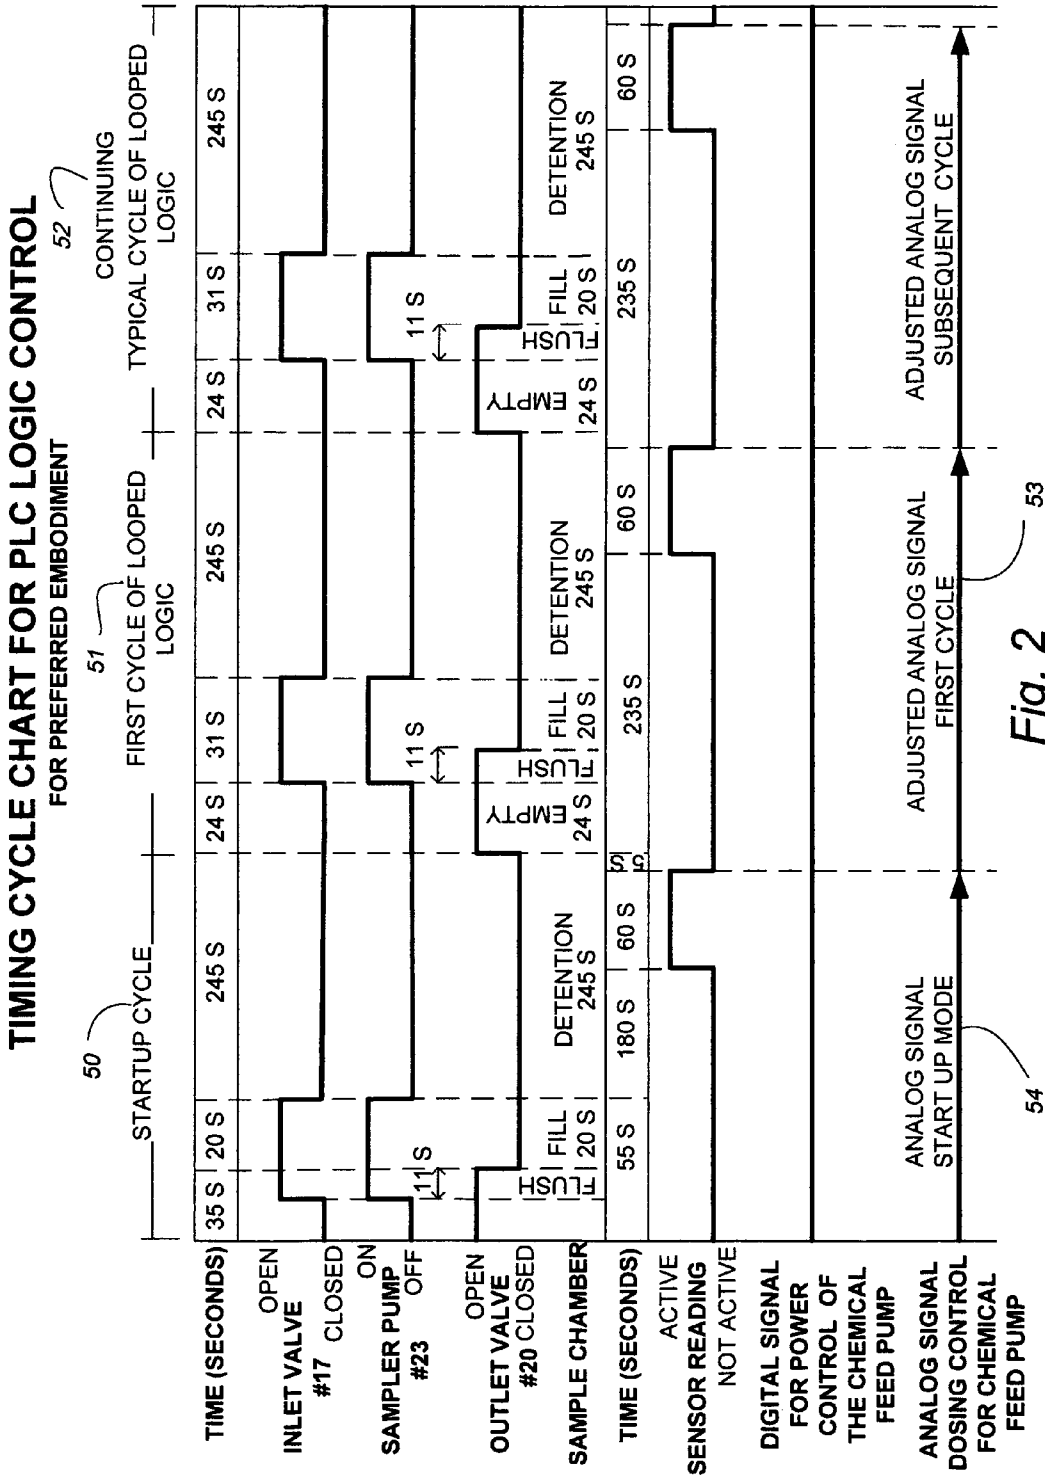 TIMING CYCLE CHART FOR PLC LOGIC CONTROL
FOR PREFERRED EMBODIMENT
50
51
52
STARTUP CYCLE
FIRST CYCLE OF LOOPED
LOGIC
CONTINUING
TYPICAL CYCLE OF LOOPED
LOGIC
TIME (SECONDS)
35 S
20 S
245 S
24 S
31 S
245 S
24 S
31 S
245 S
OPEN
INLET VALVE
#17
CLOSED
ON
SAMPLER PUMP
#23
OFF
11 S
11 S
11 S
OPEN
OUTLET VALVE
#20 CLOSED
SAMPLE CHAMBER
FLUSH
FILL
20 S
DETENTION
245 S
EMPTY
24 S
FLUSH
FILL
20 S
DETENTION
245 S
EMPTY
24 S
FLUSH
FILL
20 S
DETENTION
245 S
TIME (SECONDS)
55 S
180 S
60 S
5 S
235 S
60 S
235 S
60 S
ACTIVE
SENSOR READING
NOT ACTIVE
DIGITAL SIGNAL
FOR POWER
CONTROL OF
THE CHEMICAL
FEED PUMP
ANALOG SIGNAL
DOSING CONTROL
FOR CHEMICAL
FEED PUMP
ANALOG SIGNAL
START UP MODE
ADJUSTED ANALOG SIGNAL
FIRST CYCLE
ADJUSTED ANALOG SIGNAL
SUBSEQUENT CYCLE
54
53
Fig. 2